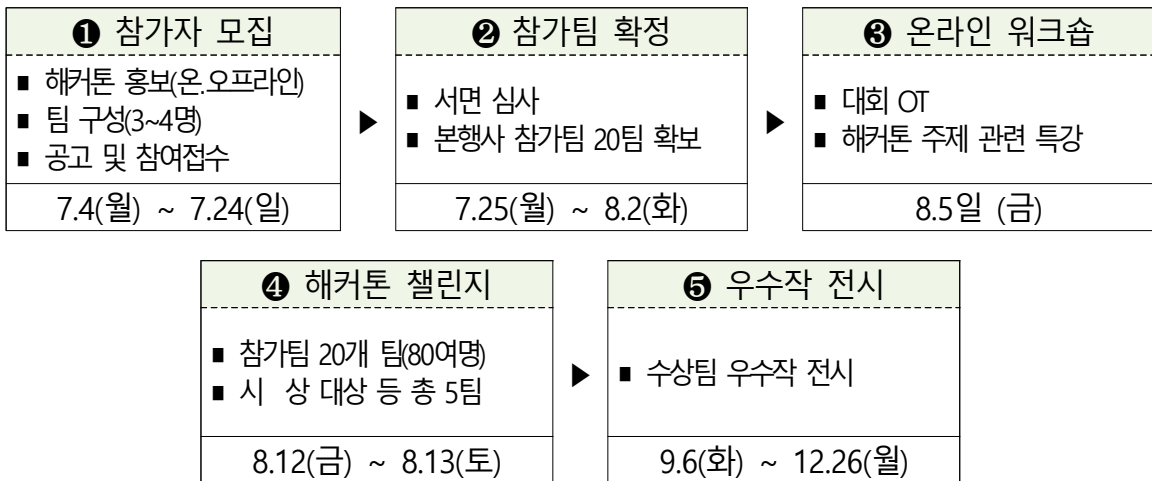 ❶ 참가자 모집
■ 해커톤 홍보(온.오프라인)
■ 팀 구성(3~4명)
■ 공고 및 참여접수
7.4(월) ~ 7.24(일)
▶
❷ 참가팀 확정
■ 서면 심사
■ 본행사 참가팀 20팀 확보
7.25(월) ~ 8.2(화)
▶
❸ 온라인 워크숍
■ 대회 OT
■ 해커톤 주제 관련 특강
8.5일 (금)
❹ 해커톤 챌린지
■ 참가팀 20개 팀(80여명)
■ 시 상 대상 등 총 5팀
8.12(금) ~ 8.13(토)
▶
❺ 우수작 전시
■ 수상팀 우수작 전시
9.6(화) ~ 12.26(월)